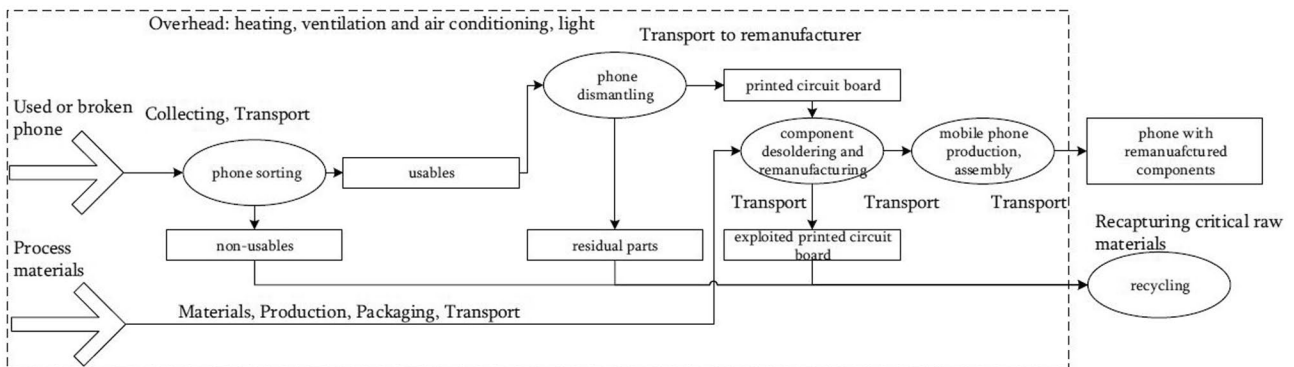 Overhead: heating, ventilation and air conditioning, light
Transport to remanufacturer
phone
dismantling
printed circuit board
Used or broken
phone
Collecting, Transport
component
desoldering and
remanufacturing
mobile phone
production,
assembly
phone with
remanuafctured
components
phone sorting
usables
Transport
Transport
Transport
Recapturing critical raw
materials
Process
materials
non-usables
residual parts
exploited printed circuit
board
recycling
Materials, Production, Packaging, Transport